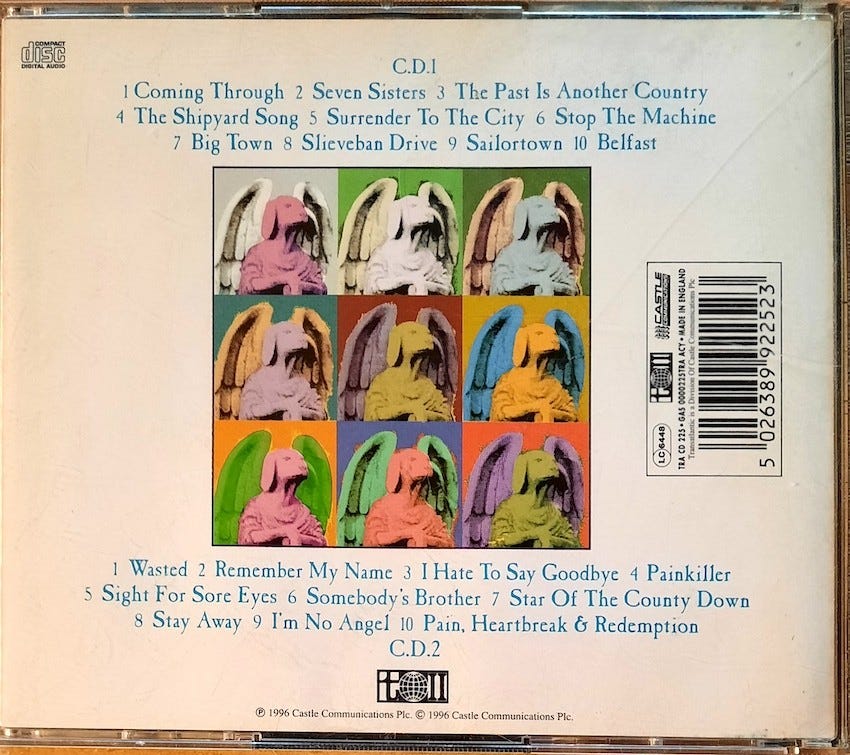 COMPACT
disc
DIGITAL AUDIO
C.D.1
1 Coming Through 2 Seven Sisters 3 The Past Is Another Country
4 The Shipyard Song 5 Surrender To The City 6 Stop The Machine
7 Big Town 8 Slieveban Drive 9 Sailortown 10 Belfast
LC 6448
CASTLE
COMMUNICATIONS
TRA CD 225 • GAS 0000225TRA ACY • MADE IN ENGLAND
Transatlantic is a Division Of Castle Communications Plc
5 026389 922523
1 Wasted 2 Remember My Name 3 I Hate To Say Goodbye 4 Painkiller
5 Sight For Sore Eyes 6 Somebody's Brother 7 Star Of The County Down
8 Stay Away 9 I'm No Angel 10 Pain, Heartbreak & Redemption
C.D.2
℗ 1996 Castle Communications Plc. © 1996 Castle Communications Plc.